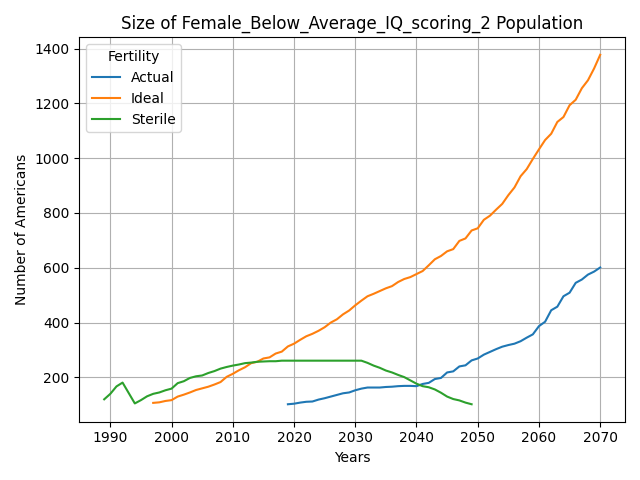 Size of Female_Below_Average_IQ_scoring_2 Population
Fertility
Actual
Ideal
Sterile
Number of Americans
1400
1200
1000
800
600
400
200
1990
2000
2010
2020
2030
2040
2050
2060
2070
Years